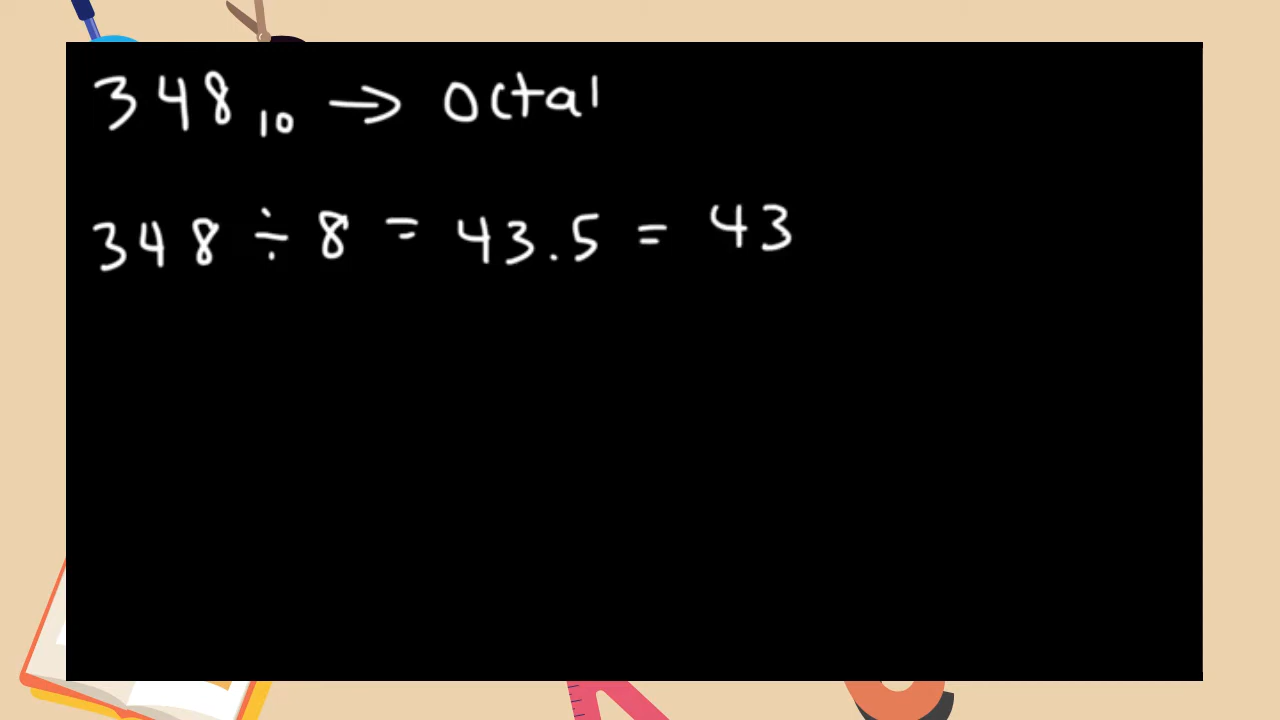 348₁₀ → Octal
348 ÷ 8 = 43.5 = 43